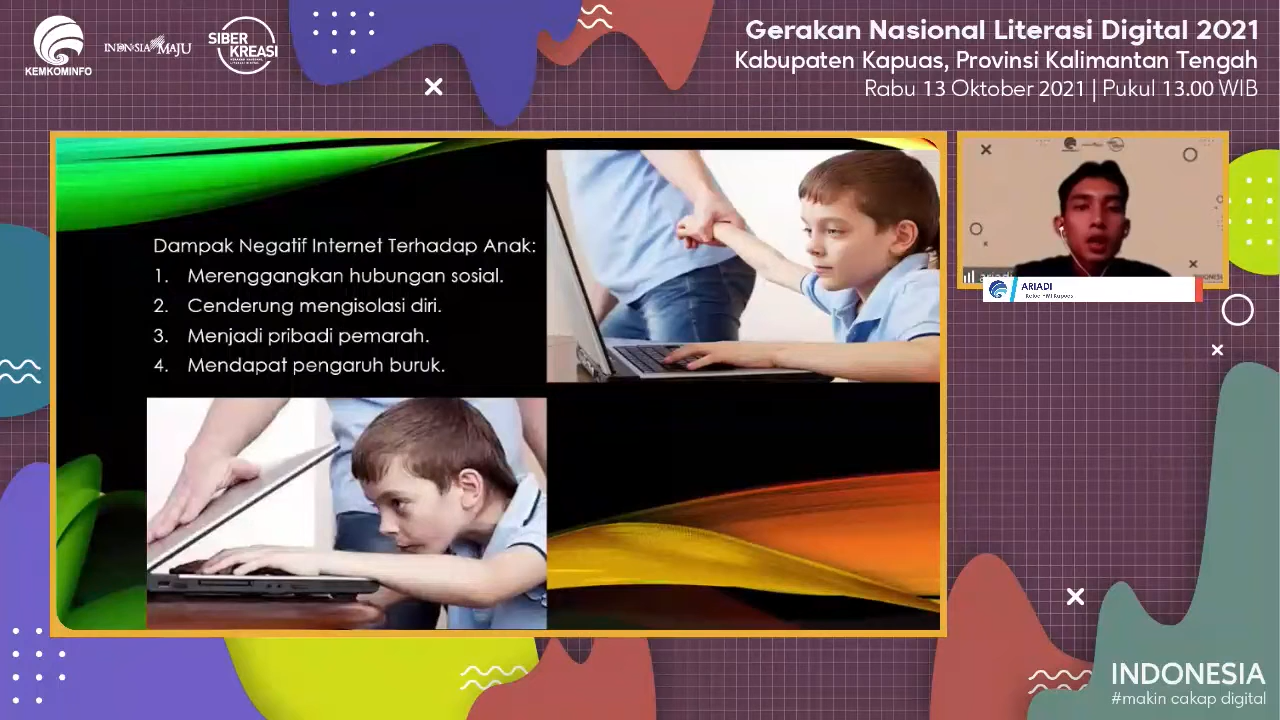 KEMKOMINFO
INDONESIA MAJU
SIBER
KREASI
Gerakan Nasional Literasi Digital 2021
Kabupaten Kapuas, Provinsi Kalimantan Tengah
Rabu 13 Oktober 2021 | Pukul 13.00 WIB
Dampak Negatif Internet Terhadap Anak:
1. Merenggangkan hubungan sosial.
2. Cenderung mengisolasi diri.
3. Menjadi pribadi pemarah.
4. Mendapat pengaruh buruk.
ariadi
ARIADI
Kapuas
INDONESIA
#makin cakap digital